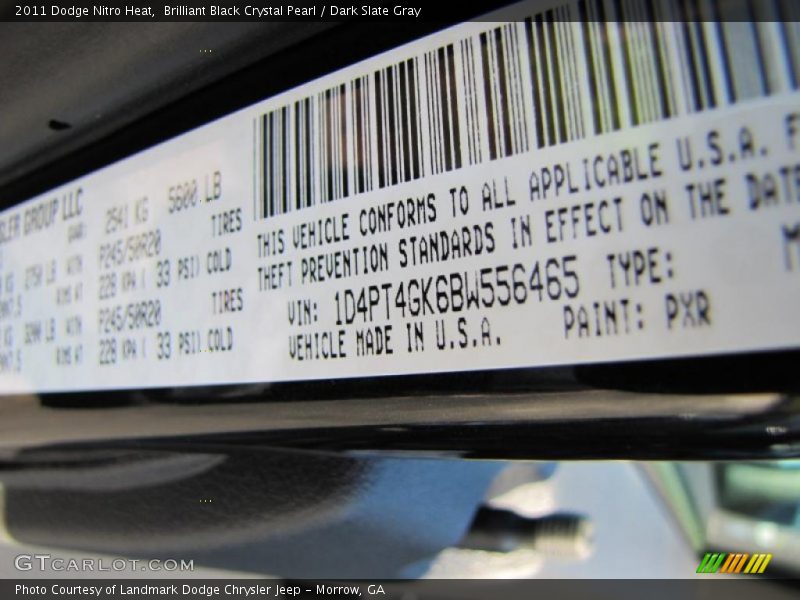 2011 Dodge Nitro Heat,  Brilliant Black Crystal Pearl / Dark Slate Gray
GROUP LLC
2541 KG 5600 LB
TIRES
P245/50R20
228 KPA ( 33 PSI) COLD
TIRES
P245/50R20
228 KPA ( 33 PSI) COLD
THIS VEHICLE CONFORMS TO ALL APPLICABLE U.S.A.
THEFT PREVENTION STANDARDS IN EFFECT ON THE DATE
VIN: 1D4PT4GK6BW556465 TYPE:
VEHICLE MADE IN U.S.A. PAINT: PXR
GTCARLOT.COM
Photo Courtesy of Landmark Dodge Chrysler Jeep – Morrow, GA